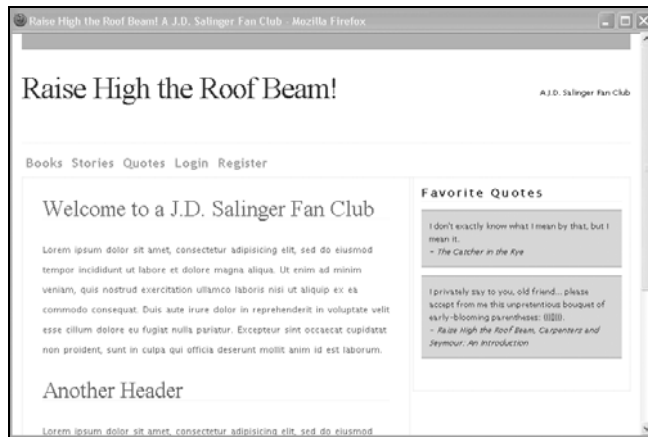 Raise High the Roof Beam! A J.D. Salinger Fan Club - Mozilla Firefox
Raise High the Roof Beam!
A J.D. Salinger Fan Club
Books Stories Quotes Login Register
Welcome to a J.D. Salinger Fan Club
Lorem ipsum dolor sit amet, consectetur adipisicing elit, sed do eiusmod
tempor incididunt ut labore et dolore magna aliqua. Ut enim ad minim
veniam, quis nostrud exercitation ullamco laboris nisi ut aliquip ex ea
commodo consequat. Duis aute irure dolor in reprehenderit in voluptate velit
esse cillum dolore eu fugiat nulla pariatur. Excepteur sint occaecat cupidatat
non proident, sunt in culpa qui officia deserunt mollit anim id est laborum.
Another Header
Lorem ipsum dolor sit amet, consectetur adipisicing elit, sed do eiusmod
Favorite Quotes
I don't exactly know what I mean by that, but I
mean it.
- The Catcher in the Rye
I privately say to you, old friend... please
accept from me this unpretentious bouquet of
early-blooming parentheses: (((()))).
- Raise High the Roof Beam, Carpenters and
Seymour: An Introduction